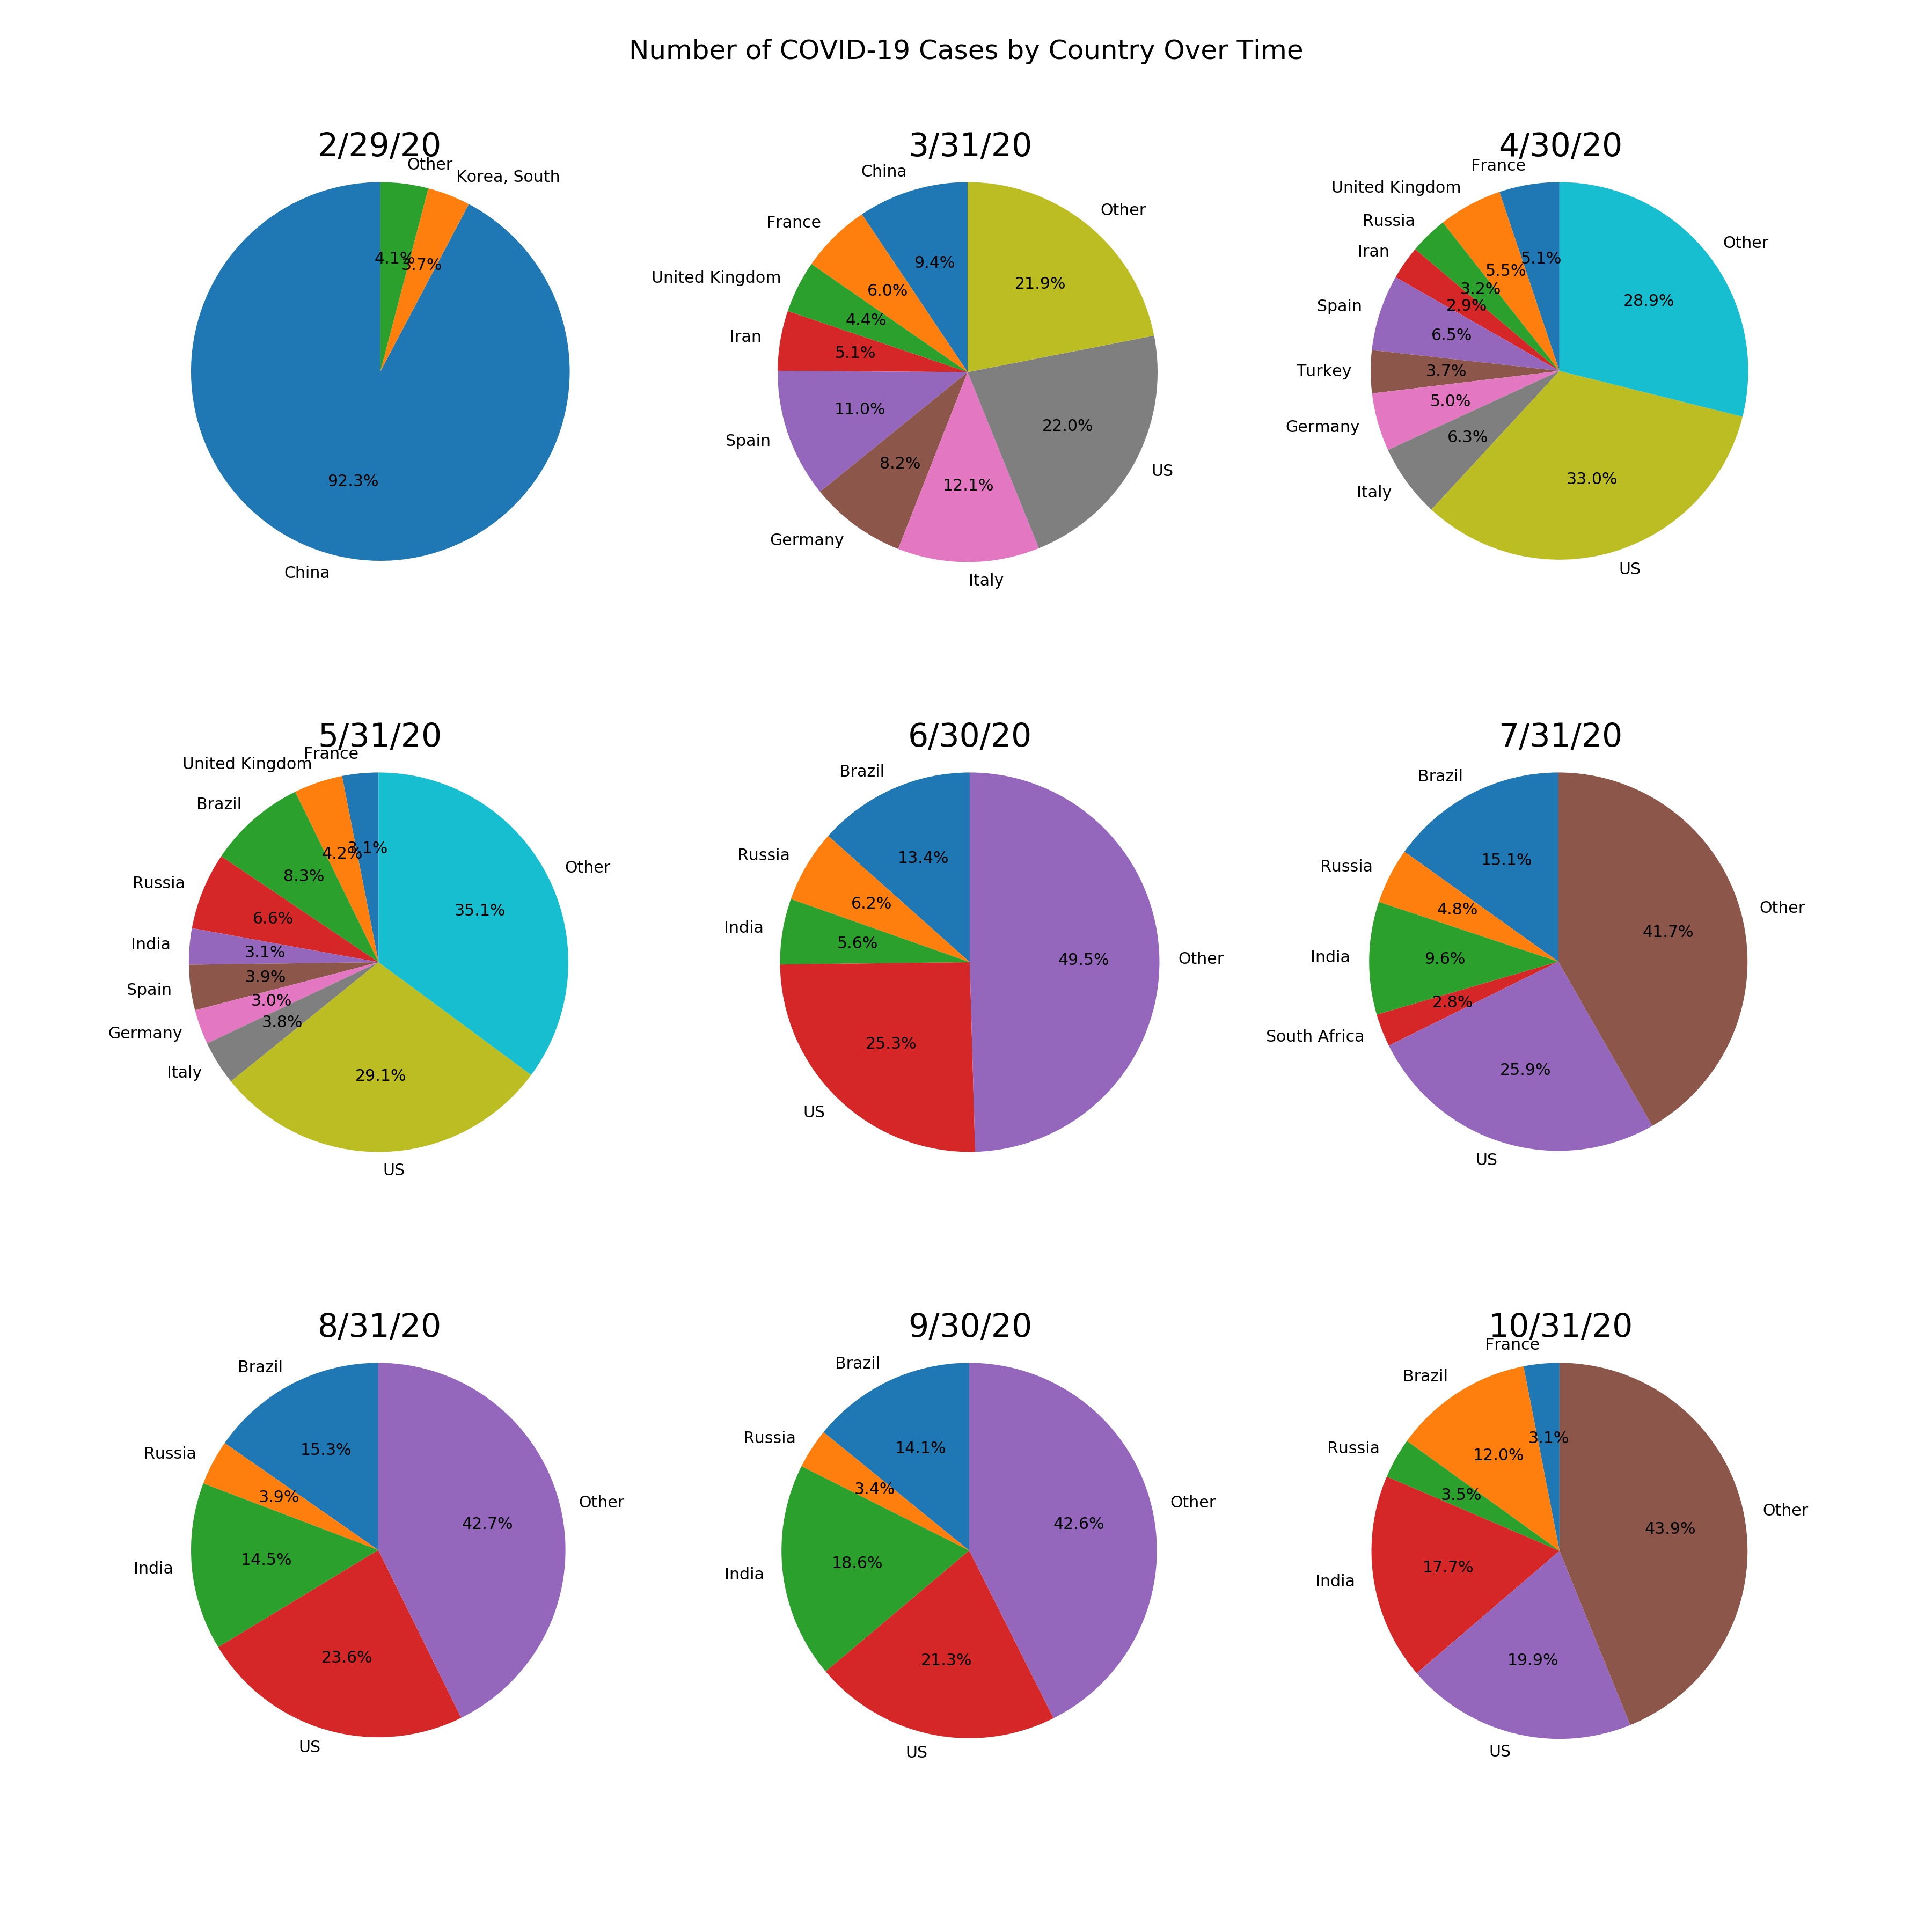 Number of COVID-19 Cases by Country Over Time
2/29/20
Other
Korea, South
4.1%
3.7%
92.3%
China
3/31/20
China
Other
France
United Kingdom
Iran
Spain
Germany
Italy
US
9.4%
6.0%
4.4%
5.1%
11.0%
8.2%
12.1%
22.0%
21.9%
4/30/20
France
United Kingdom
Russia
Iran
Spain
Turkey
Germany
Italy
US
Other
5.1%
5.5%
3.2%
2.9%
6.5%
3.7%
5.0%
6.3%
33.0%
28.9%
5/31/20
France
United Kingdom
Brazil
Russia
India
Spain
Germany
Italy
US
Other
3.1%
4.2%
8.3%
6.6%
3.1%
3.9%
3.0%
3.8%
29.1%
35.1%
6/30/20
Brazil
Russia
India
US
Other
13.4%
6.2%
5.6%
25.3%
49.5%
7/31/20
Brazil
Russia
India
South Africa
US
Other
15.1%
4.8%
9.6%
2.8%
25.9%
41.7%
8/31/20
Brazil
Russia
India
US
Other
15.3%
3.9%
14.5%
23.6%
42.7%
9/30/20
Brazil
Russia
India
US
Other
14.1%
3.4%
18.6%
21.3%
42.6%
10/31/20
France
Brazil
Russia
India
US
Other
3.1%
12.0%
3.5%
17.7%
19.9%
43.9%